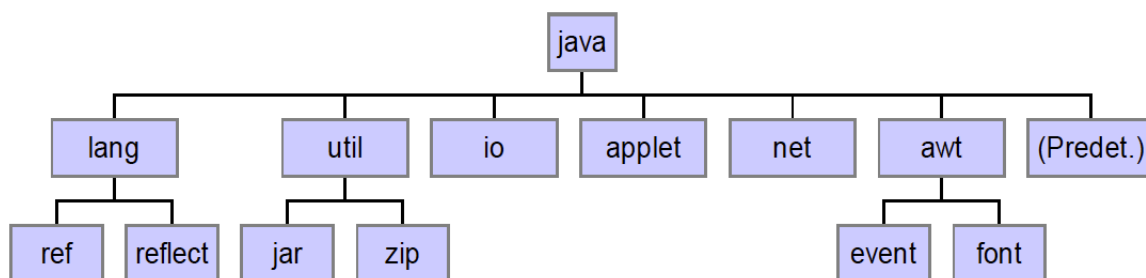 java
lang util io applet net awt (Predet.)
ref reflect jar zip event font